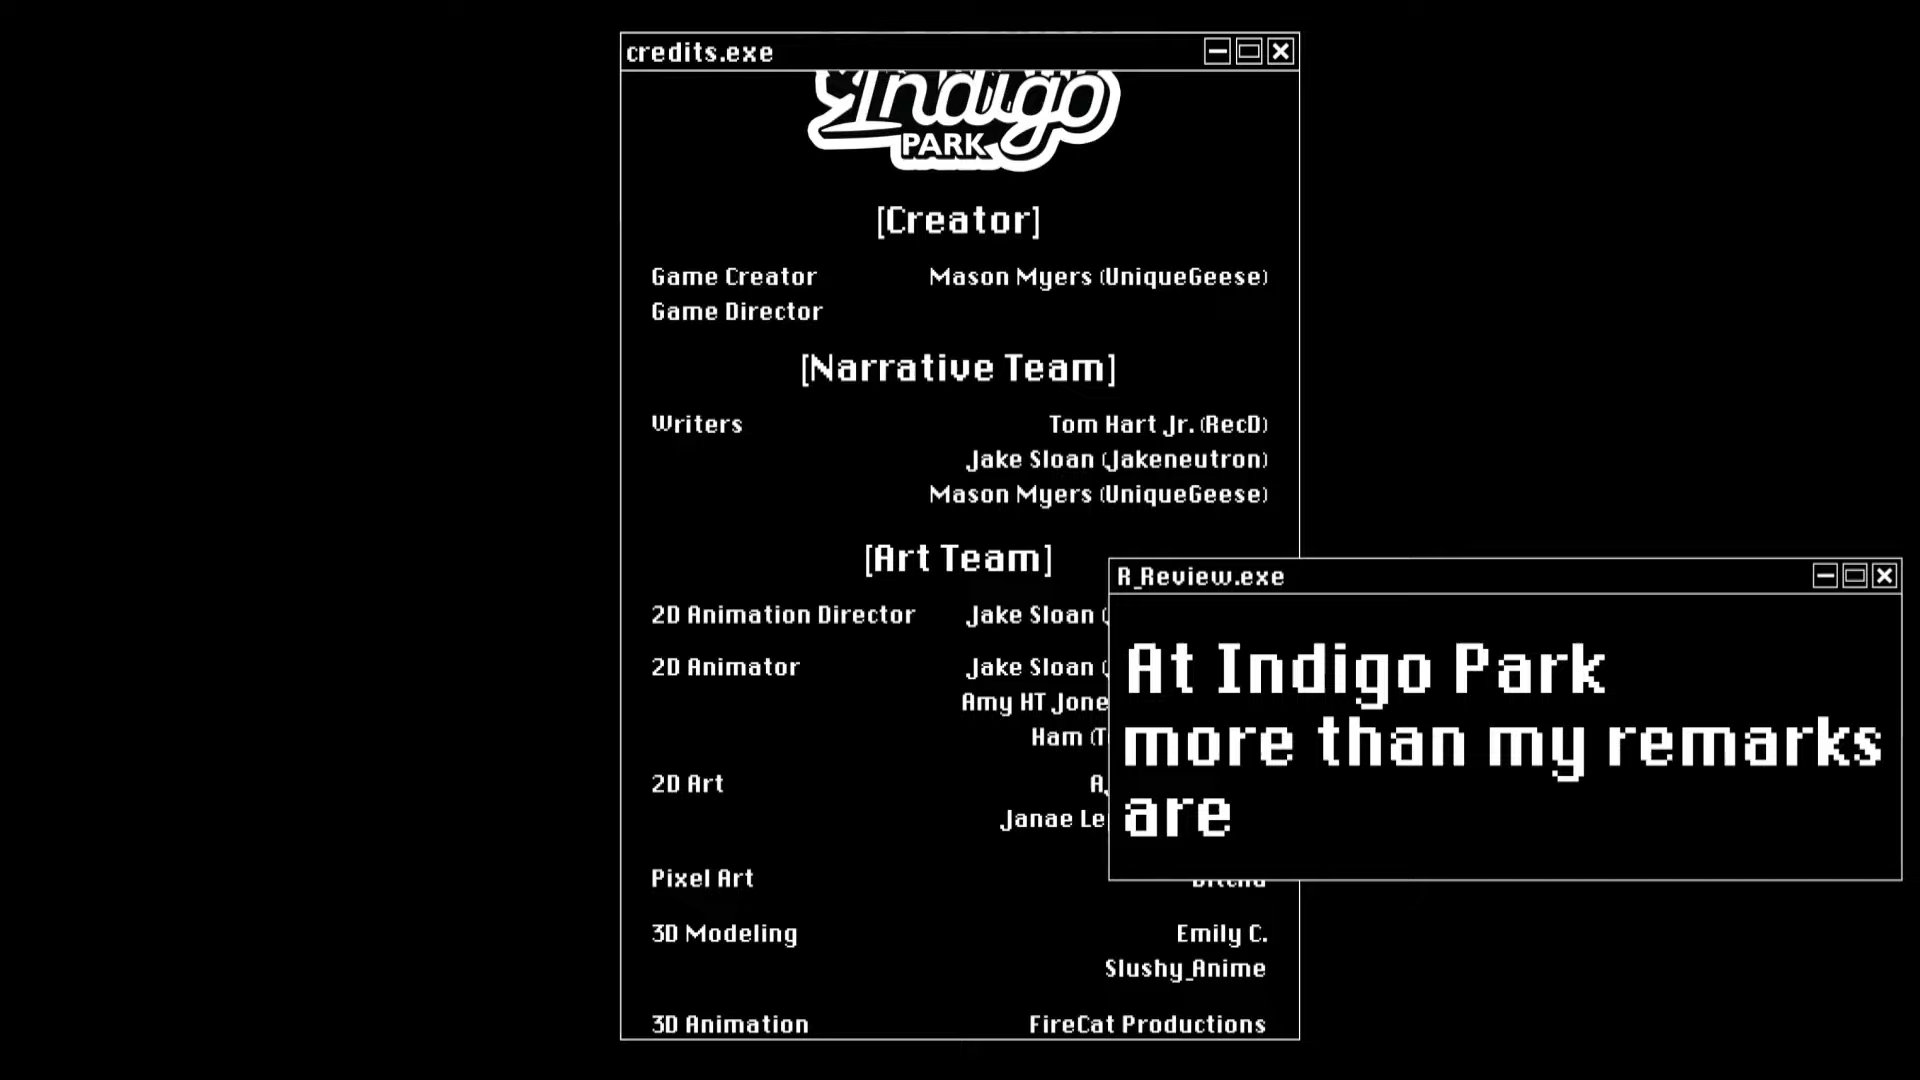 credits.exe
Indigo
PARK
[Creator]
Game Creator Mason Myers (UniqueGeese)
Game Director
[Narrative Team]
Writers Tom Hart Jr. (RecD)
Jake Sloan (Jakeneutron)
Mason Myers (UniqueGeese)
[Art Team]
2D Animation Director Jake Sloan (
2D Animator Jake Sloan (
Amy HT Jone
Ham (T
2D Art A
Janae Le
Pixel Art
3D Modeling Emily C.
Slushy_Anime
3D Animation FireCat Productions
R_Review.exe
At Indigo Park
more than my remarks
are